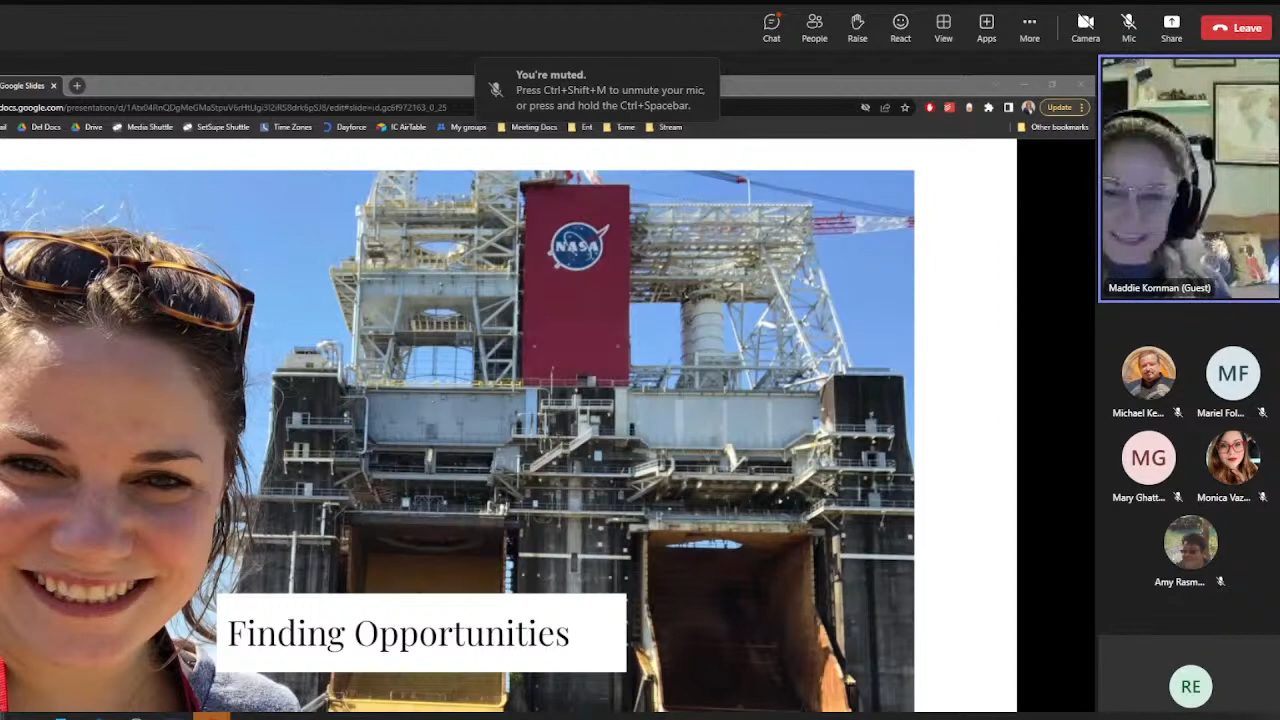 Chat
People
Raise
React
View
Apps
More
Camera
Mic
Share
Leave
You're muted.
Press Ctrl+Shift+M to unmute your mic,
or press and hold the Ctrl+Spacebar.
Google Slides
Update
Del Docs
Drive
Media Shuttle
SetSupe Shuttle
Time Zones
Dayforce
IC AirTable
My groups
Meeting Docs
Ent
Tome
Stream
Other bookmarks
NASA
Finding Opportunities
Maddie Komman (Guest)
Michael Ke...
MF
Mariel Fol...
MG
Mary Ghatt...
Monica Vaz...
Amy Rasm...
RE